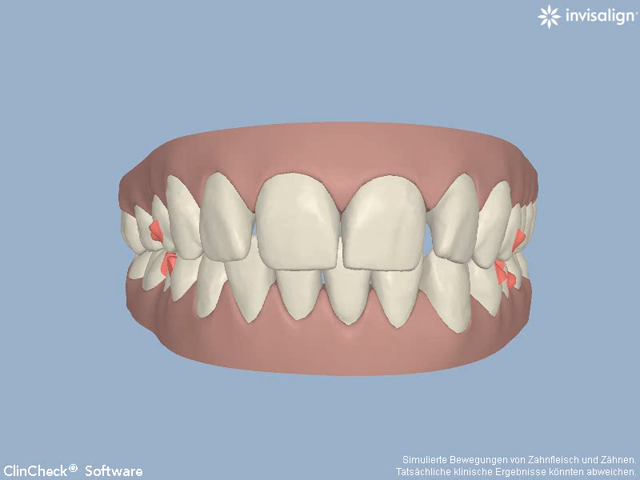 invisalign
ClinCheck® Software
Simulierte Bewegungen von Zahnfleisch und Zähnen.
Tatsächliche klinische Ergebnisse könnten abweichen.